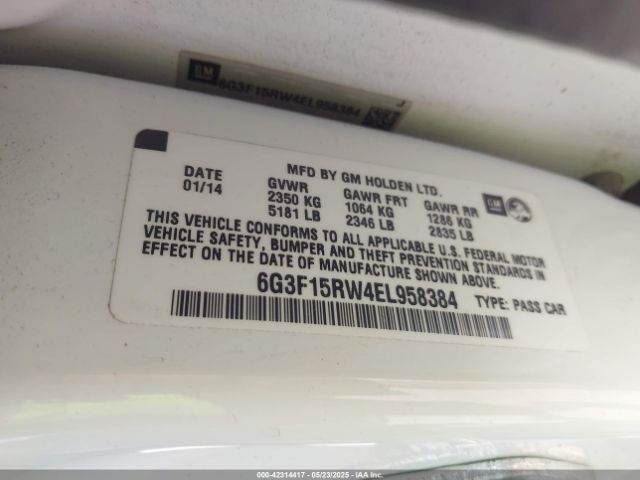 GM
6G3F15RW4EL958384
J
MFD BY GM HOLDEN LTD.
DATE GVWR GAWR FRT GAWR RR
01/14 2350 KG 1064 KG 1286 KG
5181 LB 2346 LB 2835 LB
GM
THIS VEHICLE CONFORMS TO ALL APPLICABLE U.S. FEDERAL MOTOR
VEHICLE SAFETY, BUMPER AND THEFT PREVENTION STANDARDS IN
EFFECT ON THE DATE OF MANUFACTURE SHOWN ABOVE.
6G3F15RW4EL958384 TYPE: PASS CAR
000-42314417 - 05/23/2025 - IAA Inc.